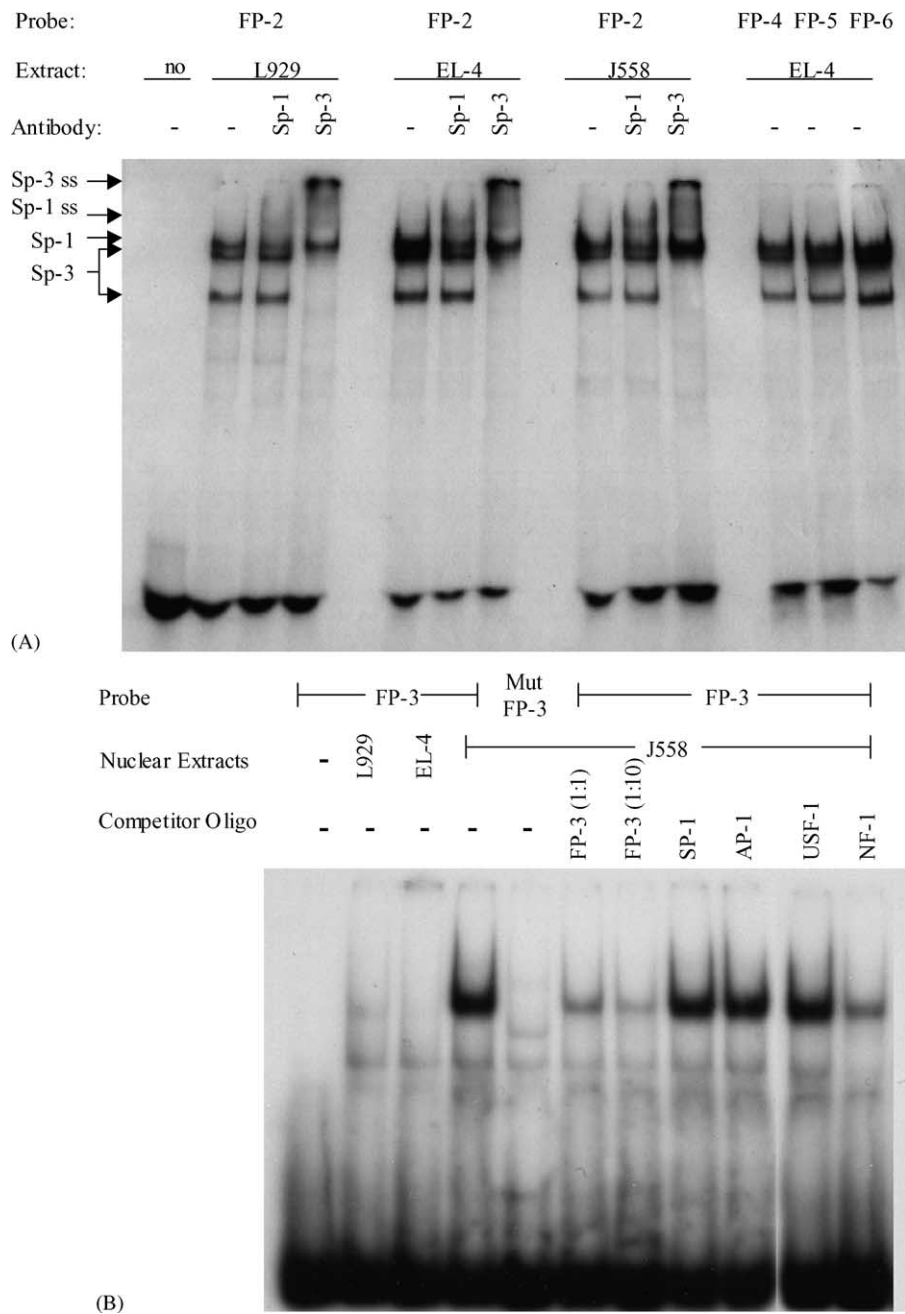 Probe: FP-2 FP-2 FP-2 FP-4 FP-5 FP-6
Extract: no L929 EL-4 J558 EL-4
Antibody: - - Sp-1 Sp-3 - Sp-1 Sp-3 - Sp-1 Sp-3 - - -
Sp-3 ss
Sp-1 ss
Sp-1
Sp-3
(A)
Probe FP-3 Mut FP-3 FP-3
Nuclear Extracts - L929 EL-4 J558
Competitor Oligo - - - - - FP-3 (1:1) FP-3 (1:10) SP-1 AP-1 USF-1 NF-1
(B)